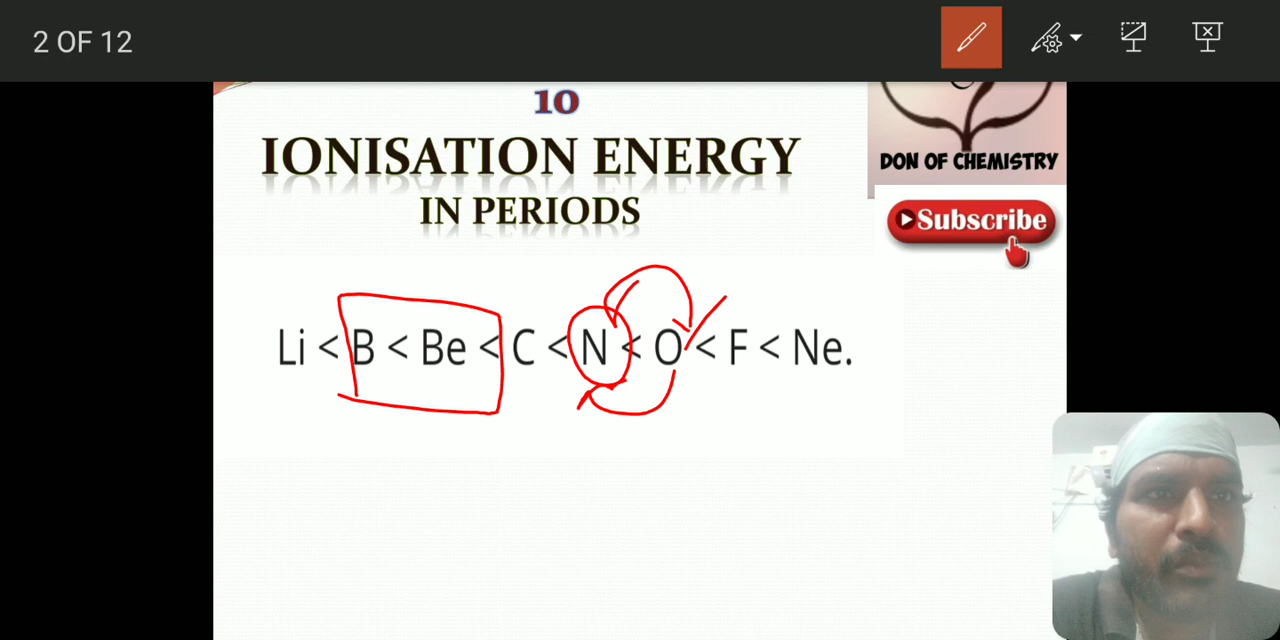 2 OF 12
10
IONISATION ENERGY
IN PERIODS
DON OF CHEMISTRY
Subscribe
Li < B < Be < C < N < O < F < Ne.